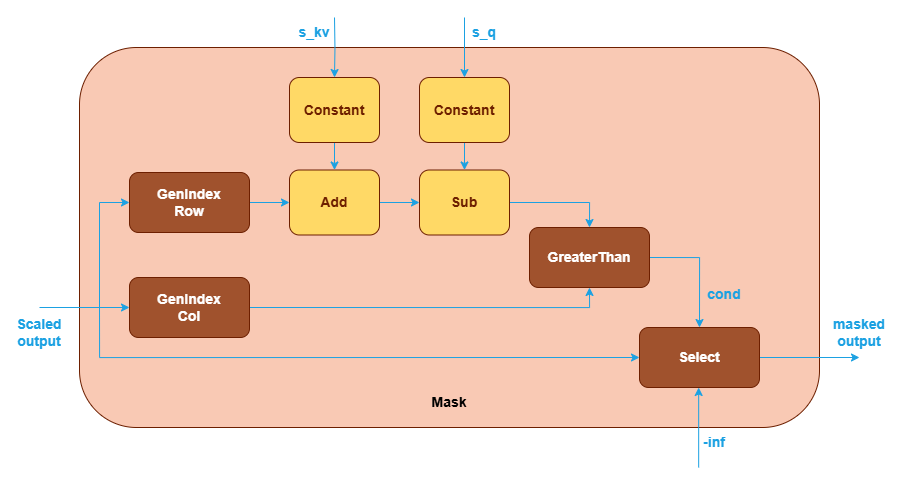 s_kv
s_q
Constant
Constant
GenIndex
Row
Add
Sub
GreaterThan
GenIndex
Col
cond
Scaled
output
masked
output
Select
Mask
-inf